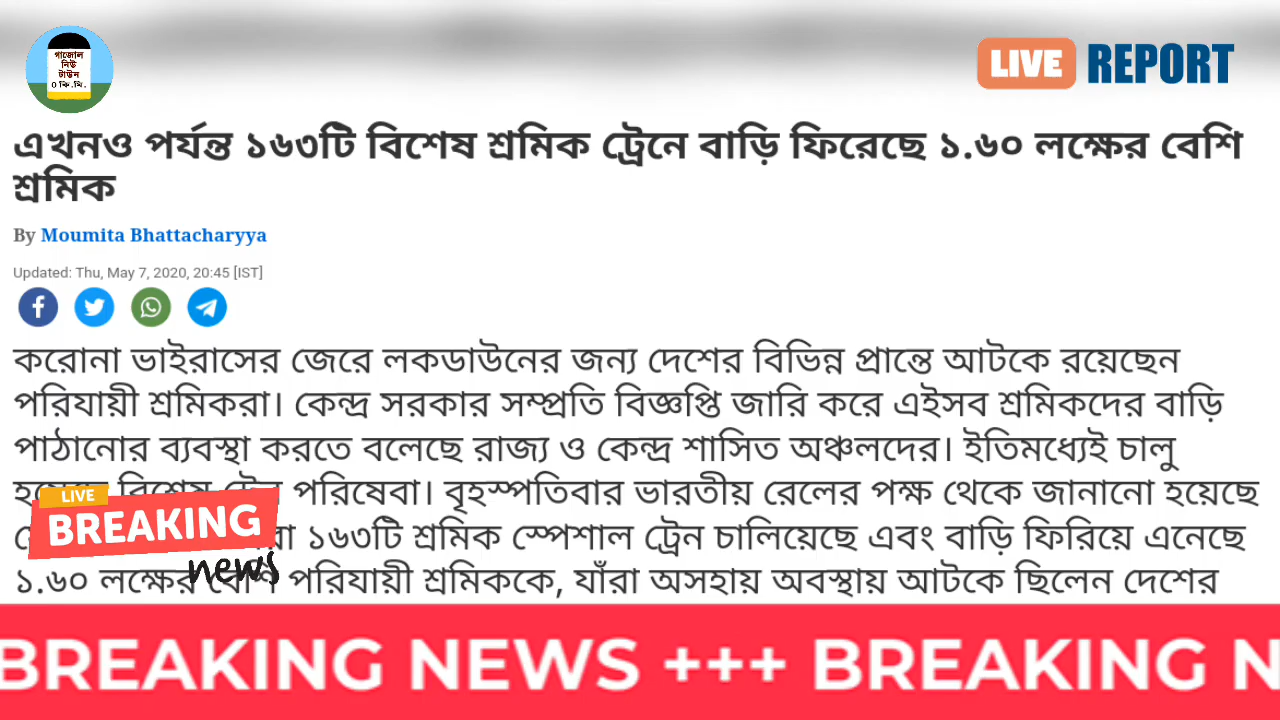 গাজোল
নিউ
টাউন
0 কি.মি.
LIVE REPORT
এখনও পর্যন্ত ১৬৩টি বিশেষ শ্রমিক ট্রেনে বাড়ি ফিরেছে ১.৬০ লক্ষের বেশি
শ্রমিক
By Moumita Bhattacharyya
Updated: Thu, May 7, 2020, 20:45 [IST]
করোনা ভাইরাসের জেরে লকডাউনের জন্য দেশের বিভিন্ন প্রান্তে আটকে রয়েছেন
পরিযায়ী শ্রমিকরা। কেন্দ্র সরকার সম্প্রতি বিজ্ঞপ্তি জারি করে এইসব শ্রমিকদের বাড়ি
পাঠানোর ব্যবস্থা করতে বলেছে রাজ্য ও কেন্দ্র শাসিত অঞ্চলদের। ইতিমধ্যেই চালু
পরিষেবা। বৃহস্পতিবার ভারতীয় রেলের পক্ষ থেকে জানানো হয়েছে
১৬৩টি শ্রমিক স্পেশাল ট্রেন চালিয়েছে এবং বাড়ি ফিরিয়ে এনেছে
১.৬০ লক্ষের বেশি পরিযায়ী শ্রমিককে, যাঁরা অসহায় অবস্থায় আটকে ছিলেন দেশের
LIVE
BREAKING
news
BREAKING NEWS +++ BREAKING N